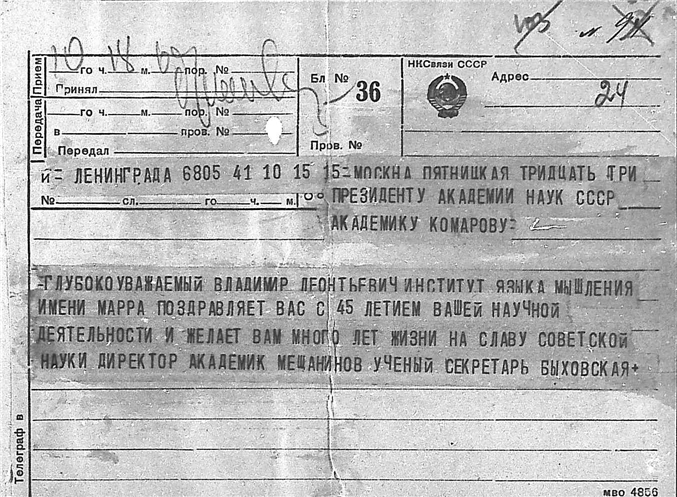 НКСвязи СССР
Адрес
24
Прием
10 го 18 ч. м. пор. №
Принял
Бл №
36
Передача
го ч. м. пор. №
в пров. №
Передал
Пров. №
Й= ЛЕНИНГРАДА 6805 41 10 15 15=МОСКНА ПЯТНИЦКАЯ ТРИДЦАТЬ ТРИ
№ сл. го ч. м.
ПРЕЗИДЕНТУ АКАДЕМИИ НАУК СССР
АКАДЕМИКУ КОМАРОВУ=
=ГЛУБОКОУВАЖАЕМЫЙ ВЛАДИМИР ЛЕОНТЬЕВИЧ ИНСТИТУТ ЯЗЫКА МЫШЛЕНИЯ
ИМЕНИ МАРРА ПОЗДРАВЛЯЕТ ВАС С 45 ЛЕТИЕМ ВАШЕЙ НАУЧНОЙ
ДЕЯТЕЛЬНОСТИ И ЖЕЛАЕТ ВАМ МНОГО ЛЕТ ЖИЗНИ НА СЛАВУ СОВЕТСКОЙ
НАУКИ ДИРЕКТОР АКАДЕМИК МЕЩАНИНОВ УЧЕНЫЙ СЕКРЕТАРЬ БЫХОВСКАЯ+
Телеграф в
МВО 4856